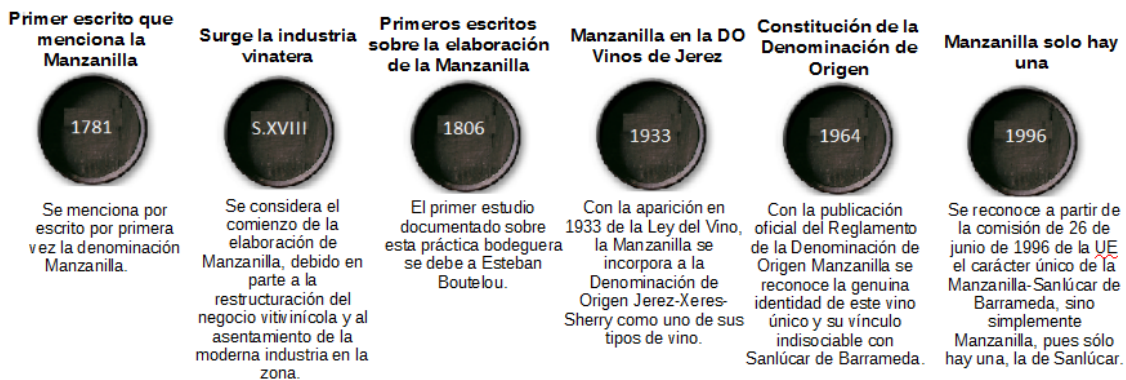 Primer escrito que
menciona la
Manzanilla
1781
Se menciona por
escrito por primera
vez la denominación
Manzanilla.
Surge la industria
vinatera
S.XVIII
Se considera el
comienzo de la
elaboración de
Manzanilla, debido en
parte a la
restructuración del
negocio vitivinícola y al
asentamiento de la
moderna industria en la
zona.
Primeros escritos
sobre la elaboración
de la Manzanilla
1806
El primer estudio
documentado sobre
esta práctica bodeguera
se debe a Esteban
Boutelou.
Manzanilla en la DO
Vinos de Jerez
1933
Con la aparición en
1933 de la Ley del Vino,
la Manzanilla se
incorpora a la
Denominación de
Origen Jerez-Xeres-
Sherry como uno de sus
tipos de vino.
Constitución de la
Denominación de
Origen
1964
Con la publicación
oficial del Reglamento
de la Denominación de
Origen Manzanilla se
reconoce la genuina
identidad de este vino
único y su vínculo
indisociable con
Sanlúcar de Barrameda.
Manzanilla solo hay
una
1996
Se reconoce a partir de
la comisión de 26 de
junio de 1996 de la UE
el carácter único de la
Manzanilla-Sanlúcar de
Barrameda, sino
simplemente
Manzanilla, pues sólo
hay una, la de Sanlúcar.